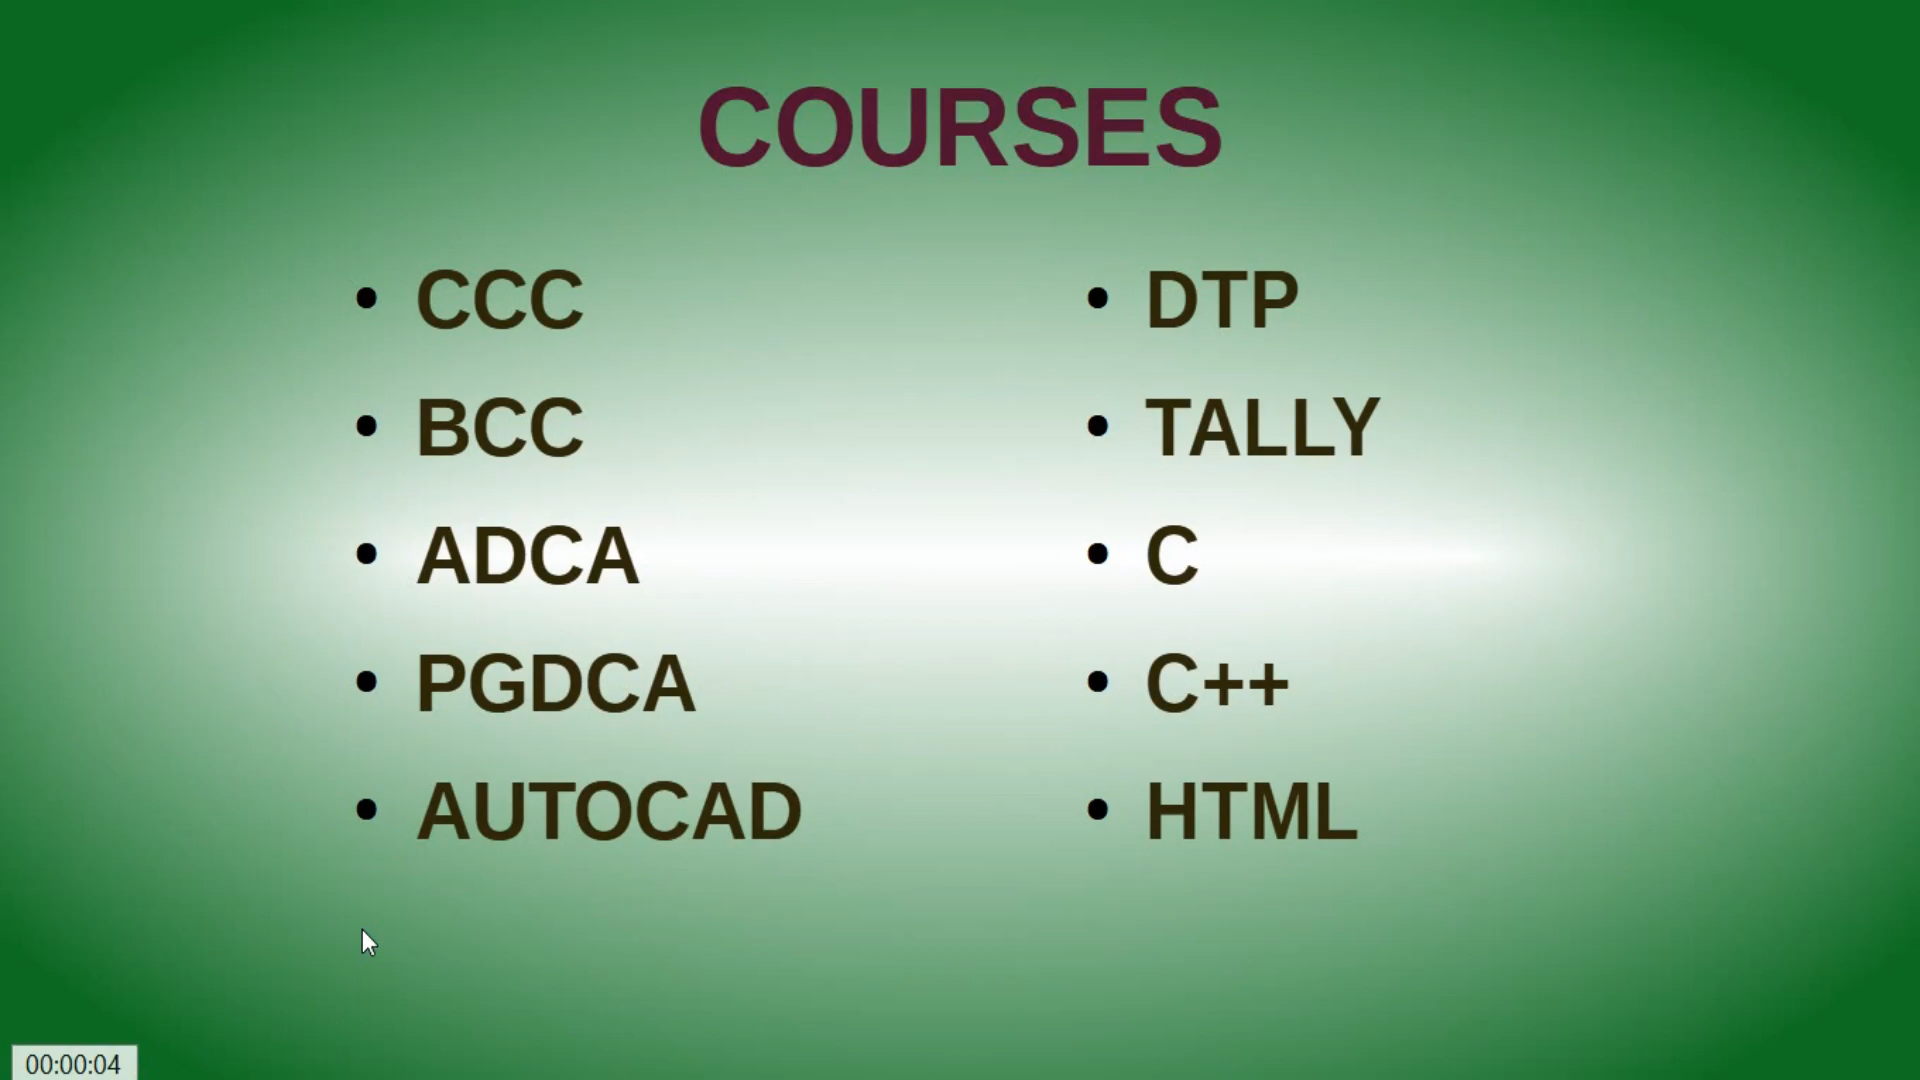 COURSES
• CCC
• BCC
• ADCA
• PGDCA
• AUTOCAD
• DTP
• TALLY
• C
• C++
• HTML
00:00:04